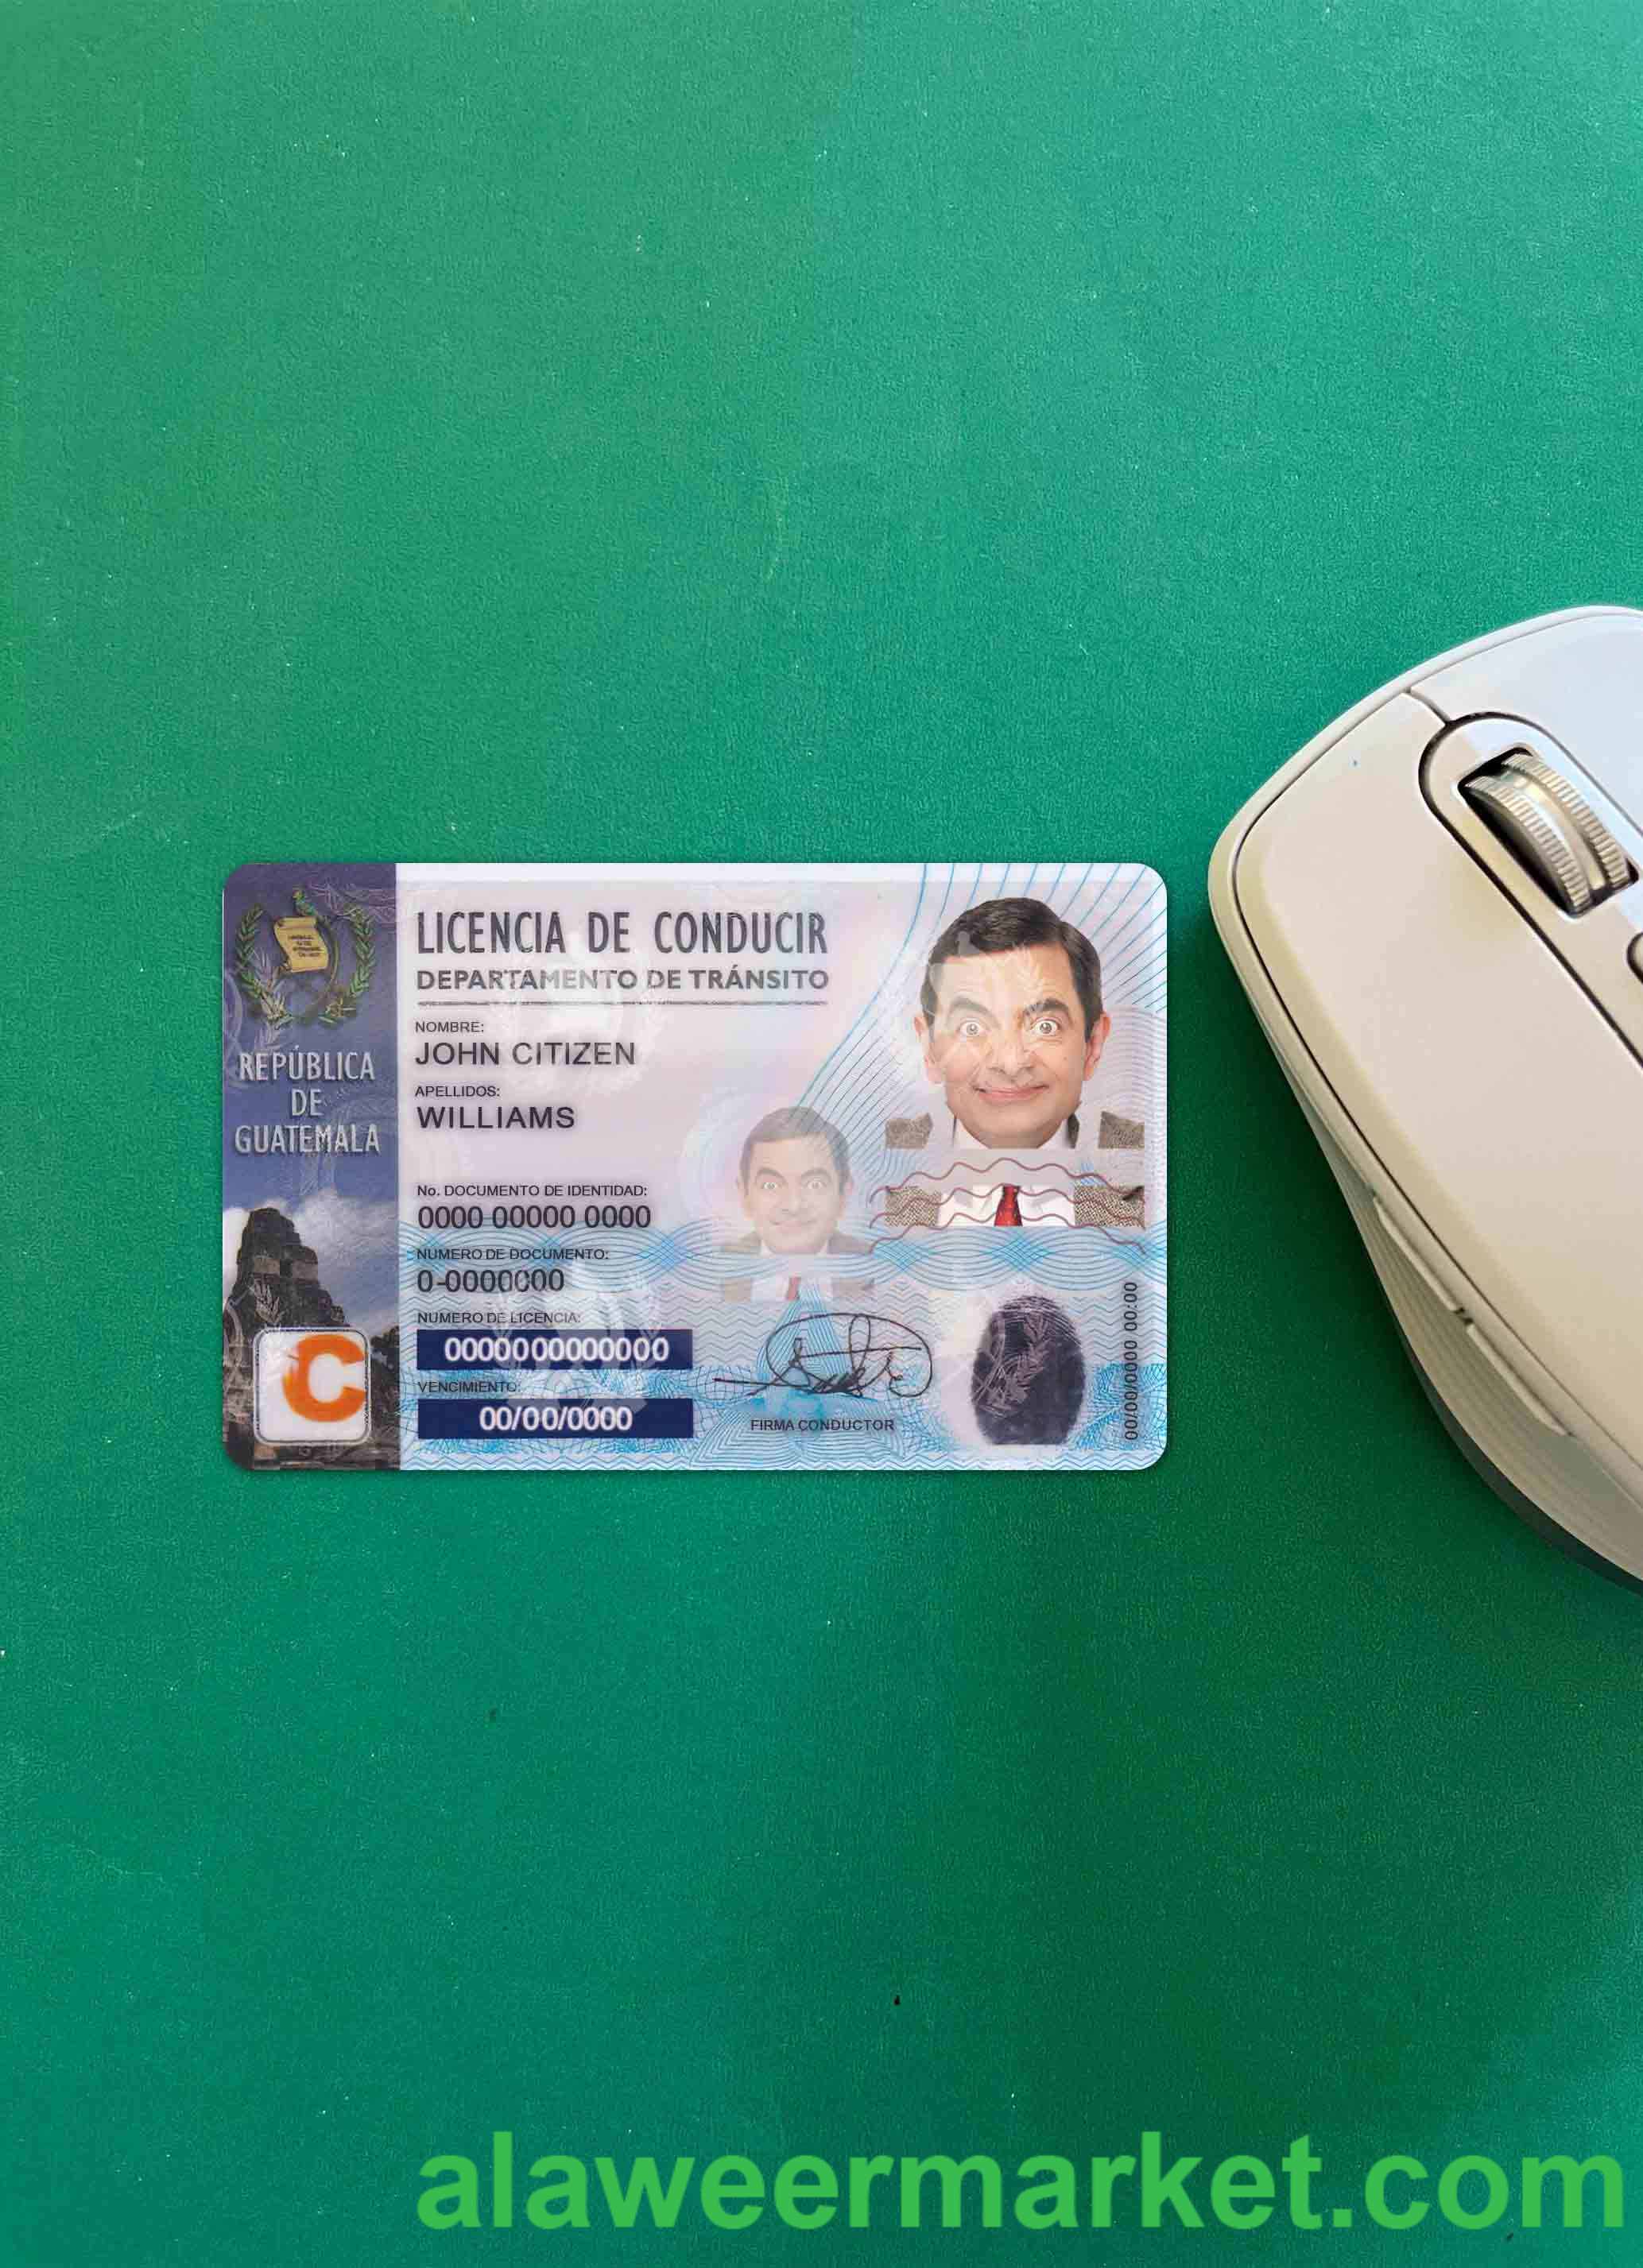 REPÚBLICA
DE
GUATEMALA
C
LICENCIA DE CONDUCIR
DEPARTAMENTO DE TRÁNSITO
NOMBRE:
JOHN CITIZEN
APELLIDOS:
WILLIAMS
No. DOCUMENTO DE IDENTIDAD:
0000 00000 0000
NUMERO DE DOCUMENTO:
0-0000000
NUMERO DE LICENCIA:
0000000000000
VENCIMIENTO:
00/00/0000
FIRMA CONDUCTOR
00/00/0000 00:00
alaweermarket.com